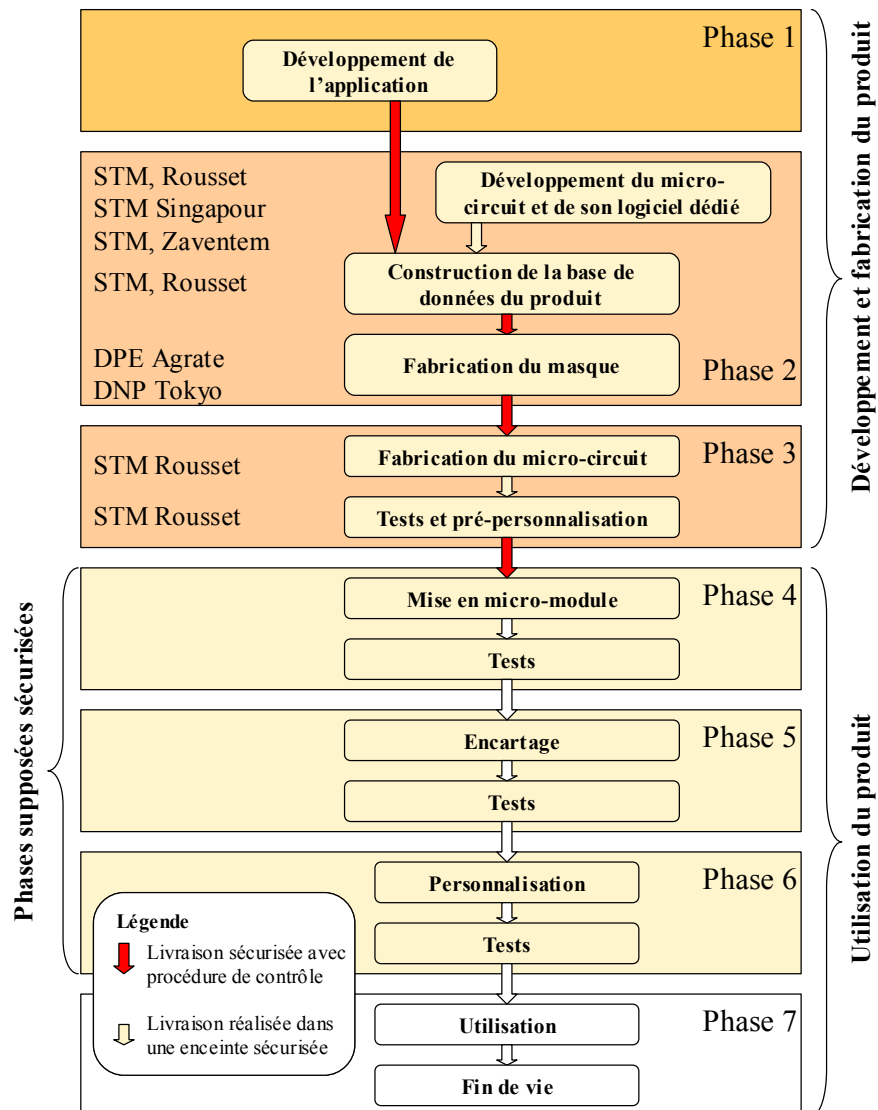 Phase 1
Développement de
l'application
Développement et fabrication du produit
STM, Rousset
STM Singapour
STM, Zaventem
STM, Rousset
Développement du micro-
circuit et de son logiciel dédié
Construction de la base de
données du produit
DPE Agrate
DNP Tokyo
Fabrication du masque
Phase 2
Phase 3
STM Rousset
Fabrication du micro-circuit
STM Rousset
Tests et pré-personnalisation
Phases supposées sécurisées
Utilisation du produit
Phase 4
Mise en micro-module
Tests
Phase 5
Encartage
Tests
Phase 6
Personnalisation
Tests
Légende
Livraison sécurisée avec
procédure de contrôle
Livraison réalisée dans
une enceinte sécurisée
Phase 7
Utilisation
Fin de vie